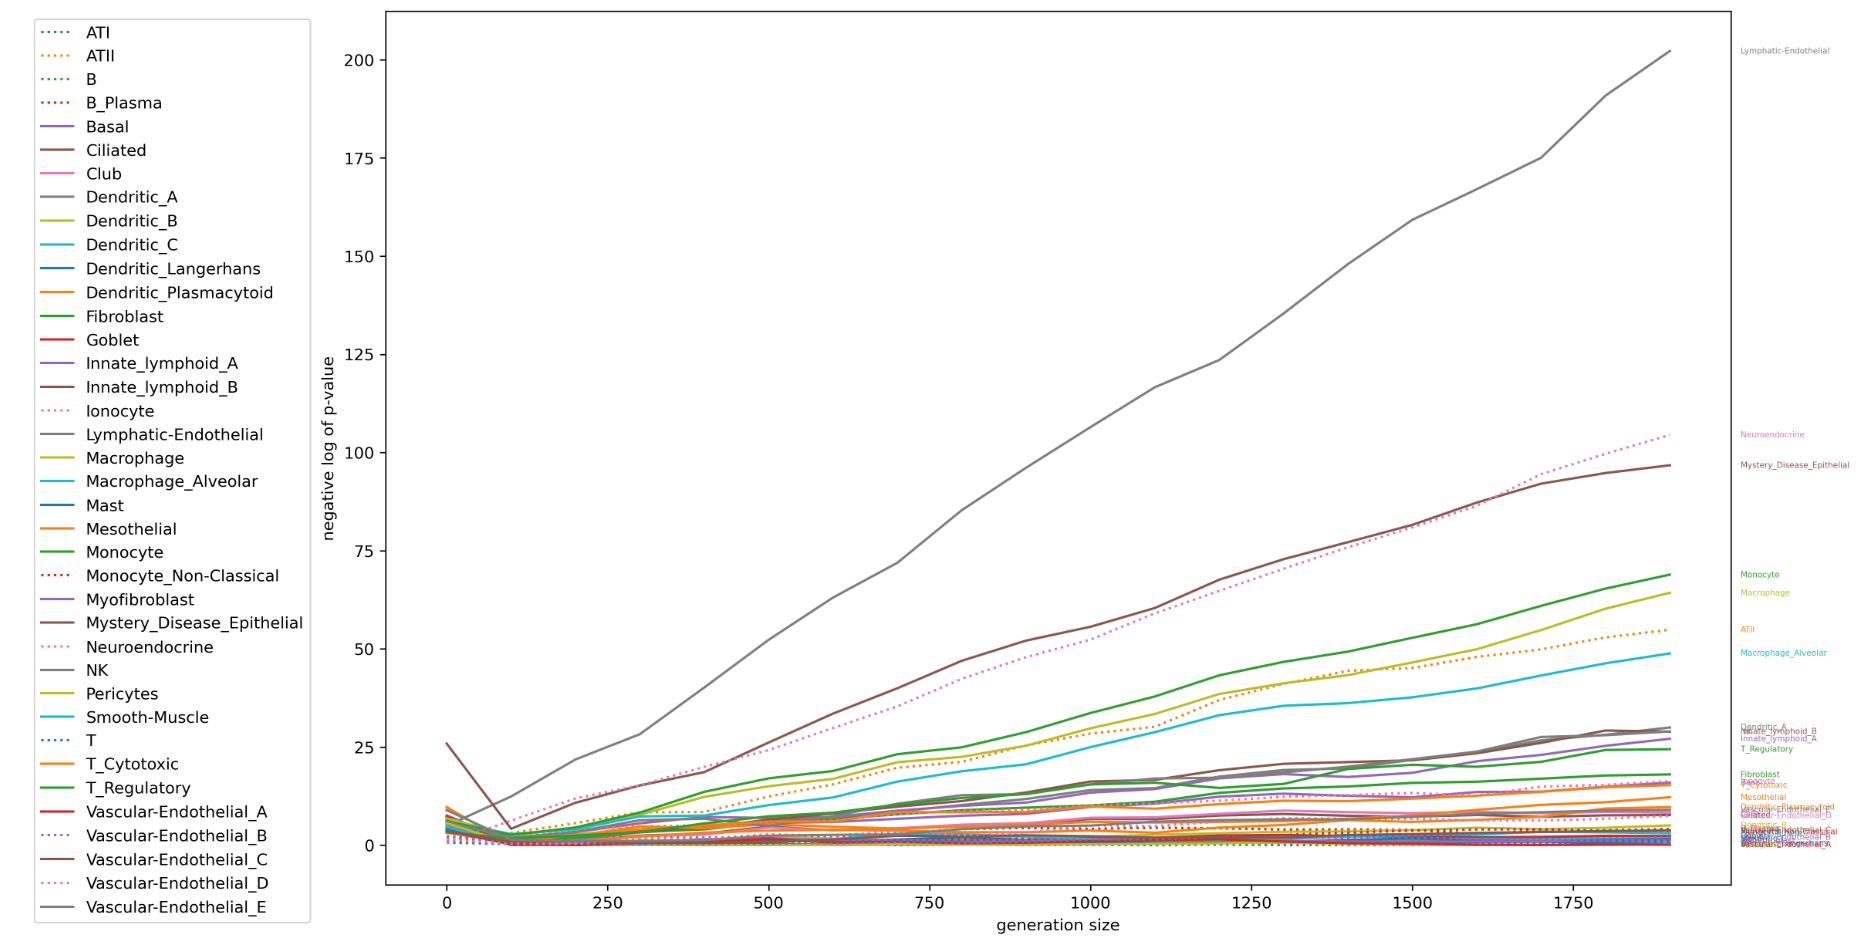 ATI
ATII
B
B_Plasma
Basal
Ciliated
Club
Dendritic_A
Dendritic_B
Dendritic_C
Dendritic_Langerhans
Dendritic_Plasmacytoid
Fibroblast
Goblet
Innate_lymphoid_A
Innate_lymphoid_B
Ionocyte
Lymphatic-Endothelial
Macrophage
Macrophage_Alveolar
Mast
Mesothelial
Monocyte
Monocyte_Non-Classical
Myofibroblast
Mystery_Disease_Epithelial
Neuroendocrine
NK
Pericytes
Smooth-Muscle
T
T_Cytotoxic
T_Regulatory
Vascular-Endothelial_A
Vascular-Endothelial_B
Vascular-Endothelial_C
Vascular-Endothelial_D
Vascular-Endothelial_E
negative log of p-value
200
175
150
125
100
75
50
25
0
0
250
500
750
1000
1250
1500
1750
generation size
Lymphatic-Endothelial
Neuroendocrine
Mystery_Disease_Epithelial
Monocyte
Macrophage
ATII
Macrophage_Alveolar
Dendritic_A
Innate_lymphoid_B
Innate_lymphoid_A
T_Regulatory
Fibroblast
T_Cytotoxic
Mesothelial
Dendritic_Plasmacytoid
Vascular-Endothelial_D
Dendritic_B